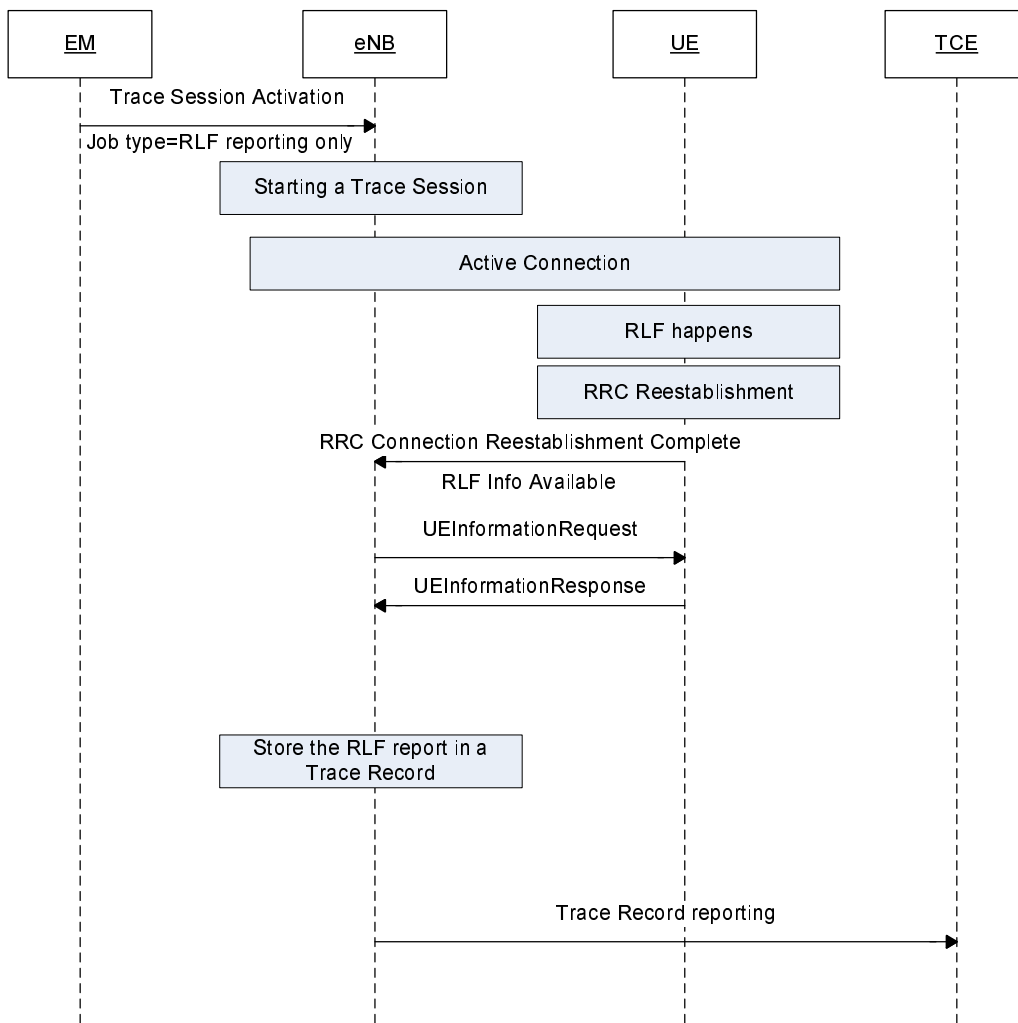 EM
eNB
UE
TCE
Trace Session Activation
Job type=RLF reporting only
Starting a Trace Session
Active Connection
RLF happens
RRC Reestablishment
RRC Connection Reestablishment Complete
RLF Info Available
UEInformationRequest
UEInformationResponse
Store the RLF report in a
Trace Record
Trace Record reporting